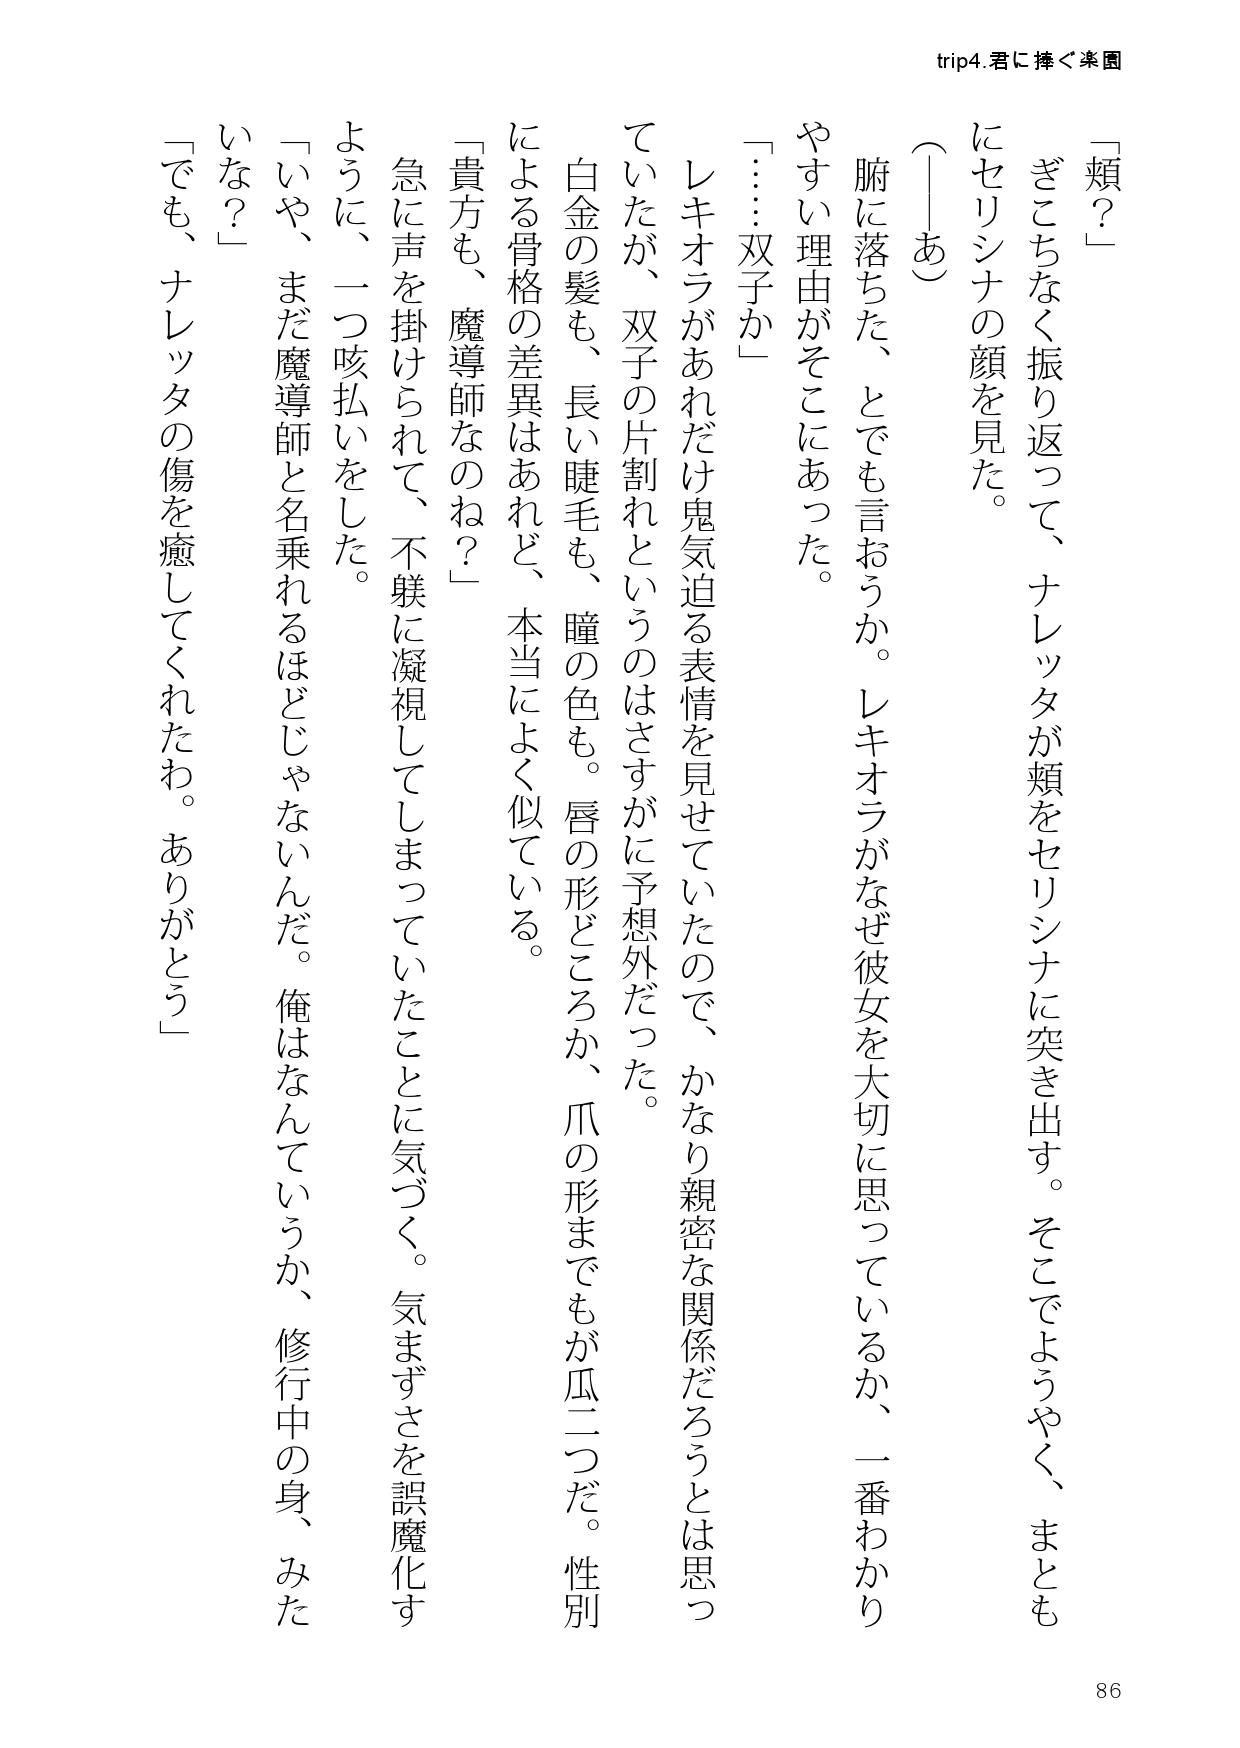 trip4.君に捧ぐ楽園
「頬？」
　ぎこちなく振り返って、ナレッタが頬をセリシナに突き出す。そこでようやく、まとも
にセリシナの顔を見た。
（――あ）
　腑に落ちた、とでも言おうか。レキオラがなぜ彼女を大切に思っているか、一番わかり
やすい理由がそこにあった。
「……双子か」
　レキオラがあれだけ鬼気迫る表情を見せていたので、かなり親密な関係だろうとは思っ
ていたが、双子の片割れというのはさすがに予想外だった。
　白金の髪も、長い睫毛も、瞳の色も。唇の形どころか、爪の形までもが瓜二つだ。性別
による骨格の差異はあれど、本当によく似ている。
「貴方も、魔導師なのね？」
　急に声を掛けられて、不躾に凝視してしまっていたことに気づく。気まずさを誤魔化す
ように、一つ咳払いをした。
「いや、まだ魔導師と名乗れるほどじゃないんだ。俺はなんていうか、修行中の身、みた
いな？」
「でも、ナレッタの傷を癒してくれたわ。ありがとう」
86